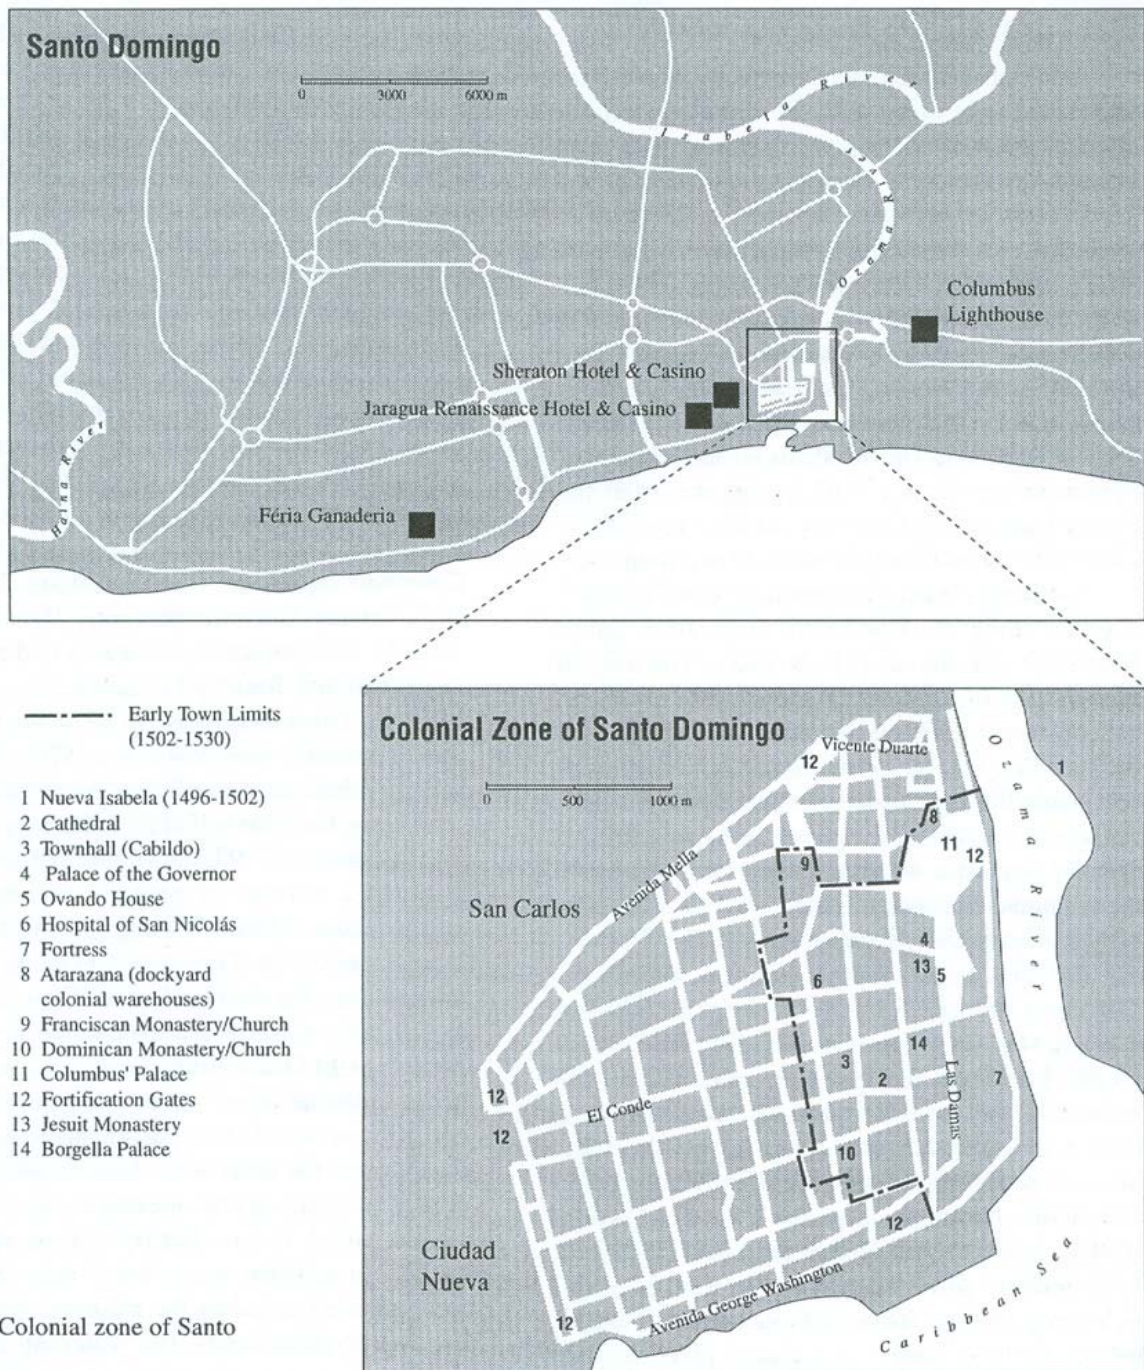 Santo Domingo
0 3000 6000 m
Isabela River
Ozama River
Haina River
Columbus
Lighthouse
Sheraton Hotel & Casino
Jaragua Renaissance Hotel & Casino
Féria Ganaderia
Early Town Limits
(1502-1530)
1 Nueva Isabela (1496-1502)
2 Cathedral
3 Townhall (Cabildo)
4 Palace of the Governor
5 Ovando House
6 Hospital of San Nicolás
7 Fortress
8 Atarazana (dockyard
colonial warehouses)
9 Franciscan Monastery/Church
10 Dominican Monastery/Church
11 Columbus' Palace
12 Fortification Gates
13 Jesuit Monastery
14 Borgella Palace
Colonial zone of Santo
Colonial Zone of Santo Domingo
0 500 1000 m
Vicente Duarte
12
Ozama River
1
8
11
12
9
Avenida Mella
San Carlos
4
13
5
6
14
3
2
Las Damas
7
12
El Conde
12
10
12
Ciudad
Nueva
Avenida George Washington
12
Caribbean Sea